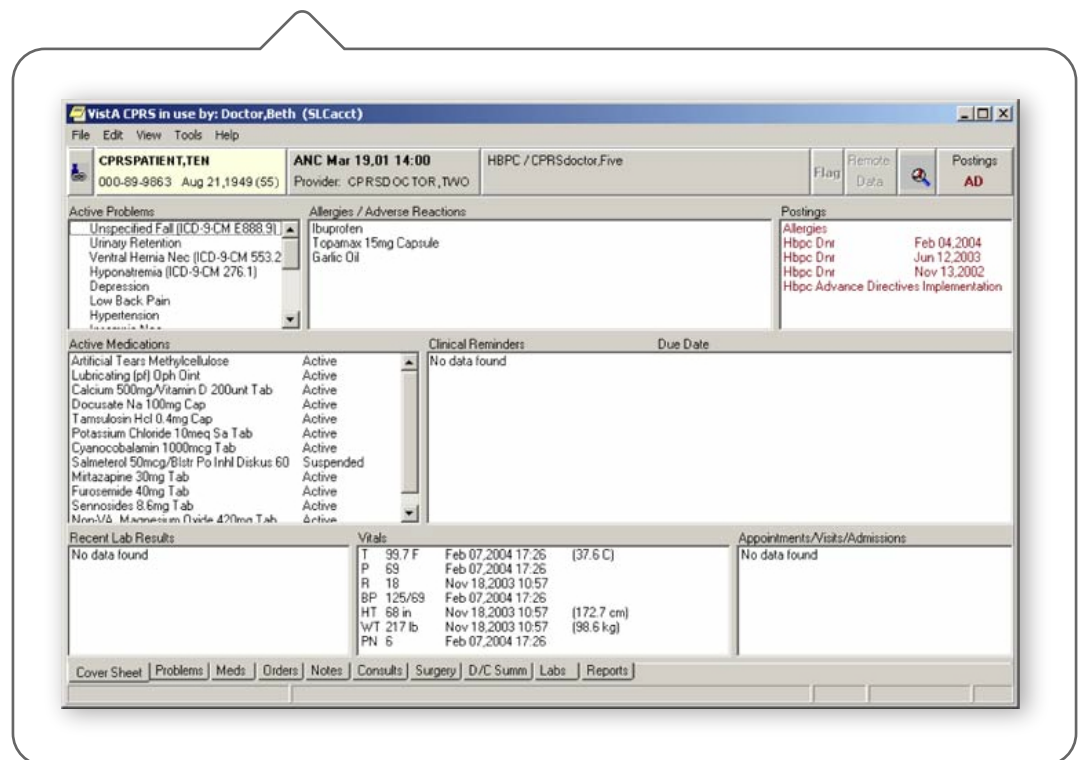 VistA CPRS in use by: Doctor,Beth (SLCacct)
File Edit View Tools Help
CPRSPATIENT,TEN
000-89-9863 Aug 21,1949 (55)
ANC Mar 19,01 14:00
Provider: CPRSDOCTOR,TWO
HBPC / CPRSdoctor,Five
Flag
Remote
Data
Postings
AD
Active Problems
Unspecified Fall (ICD-9-CM E888.9)
Urinary Retention
Ventral Hernia Nec (ICD-9-CM 553.2
Hyponatremia (ICD-9-CM 276.1)
Depression
Low Back Pain
Hypertension
Allergies / Adverse Reactions
Ibuprofen
Topamax 15mg Capsule
Garlic Oil
Postings
Allergies
Hbpc Dnr Feb 04,2004
Hbpc Dnr Jun 12,2003
Hbpc Dnr Nov 13,2002
Hbpc Advance Directives Implementation
Active Medications
Artificial Tears Methylcellulose Active
Lubricating (pf) Oph Oint Active
Calcium 500mg/Vitamin D 200unt Tab Active
Docusate Na 100mg Cap Active
Tamsulosin Hcl 0.4mg Cap Active
Potassium Chloride 10meq Sa Tab Active
Cyanocobalamin 1000mcg Tab Active
Salmeterol 50mcg/Blstr Po Inhl Diskus 60 Suspended
Mirtazapine 30mg Tab Active
Furosemide 40mg Tab Active
Sennosides 8.6mg Tab Active
Non-VA Magnesium Oxide 420mg Tab Active
Clinical Reminders Due Date
No data found
Recent Lab Results
No data found
Vitals
T 99.7 F Feb 07,2004 17:26 (37.6 C)
P 69 Feb 07,2004 17:26
R 18 Nov 18,2003 10:57
BP 125/69 Feb 07,2004 17:26
HT 68 in Nov 18,2003 10:57 (172.7 cm)
WT 217 lb Nov 18,2003 10:57 (98.6 kg)
PN 6 Feb 07,2004 17:26
Appointments/Visits/Admissions
No data found
Cover Sheet Problems Meds Orders Notes Consults Surgery D/C Summ Labs Reports